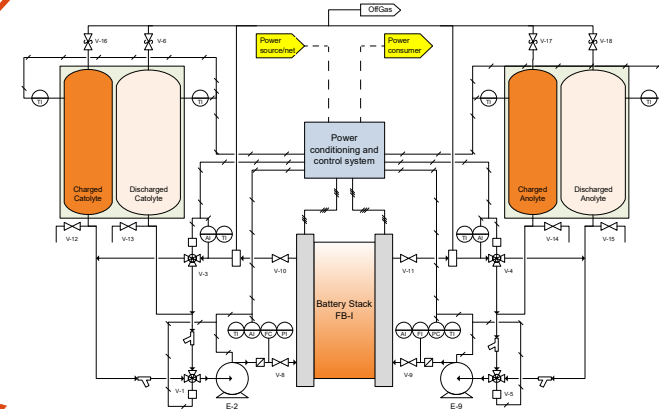 OffGas
V-16
V-6
Power
source/net
Power
consumer
V-17
V-18
TI
TI
TI
TI
Power
conditioning and
control system
Charged
Catolyte
Discharged
Catolyte
Charged
Anolyte
Discharged
Anolyte
V-12
V-13
AI
TI
TI
AI
V-14
V-15
V-3
V-10
V-11
V-4
Battery Stack
FB-I
TI
AI
FC
PI
AI
FI
PC
TI
V-1
V-8
V-9
V-5
E-2
E-9